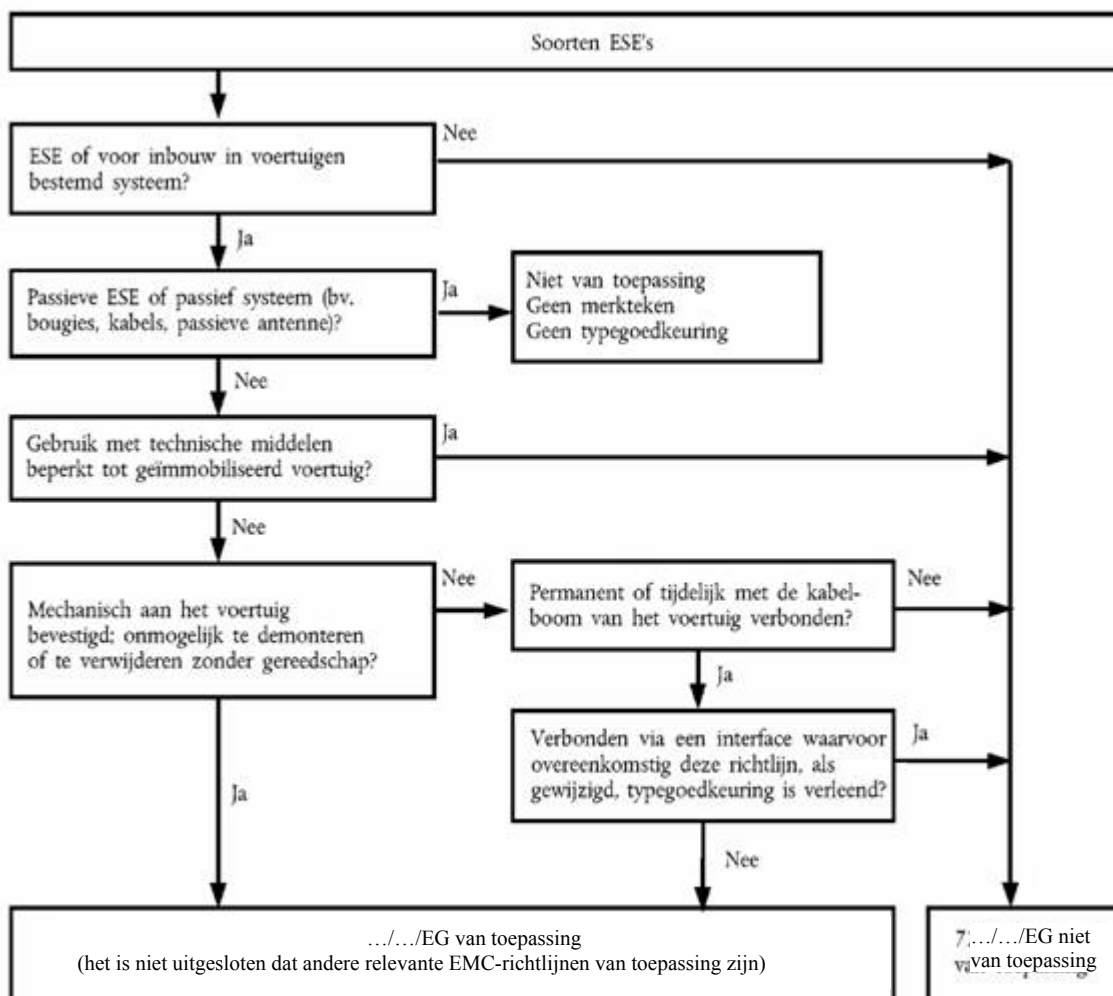 Soorten ESE's
ESE of voor inbouw in voertuigen
bestemd systeem?
Nee
Ja
Passieve ESE of passief systeem (bv.
bougies, kabels, passieve antenne)?
Ja
Niet van toepassing
Geen merkteken
Geen typegoedkeuring
Nee
Gebruik met technische middelen
beperkt tot geïmmobiliseerd voertuig?
Ja
Nee
Mechanisch aan het voertuig
bevestigd; onmogelijk te demonteren
of te verwijderen zonder gereedschap?
Nee
Permanent of tijdelijk met de kabel-
boom van het voertuig verbonden?
Nee
Ja
Verbonden via een interface waarvoor
overeenkomstig deze richtlijn, als
gewijzigd, typegoedkeuring is verleend?
Ja
Ja
Nee
…/…/EG van toepassing
(het is niet uitgesloten dat andere relevante EMC-richtlijnen van toepassing zijn)
…/…/EG niet
van toepassing